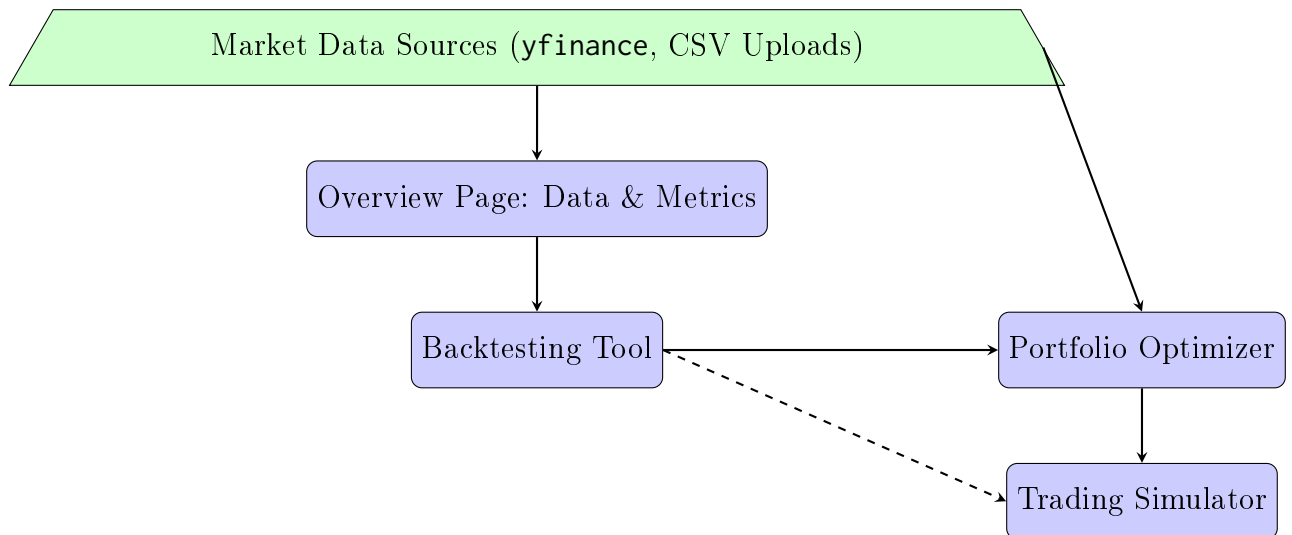 Market Data Sources (yfinance, CSV Uploads)
Overview Page: Data & Metrics
Backtesting Tool
Portfolio Optimizer
Trading Simulator